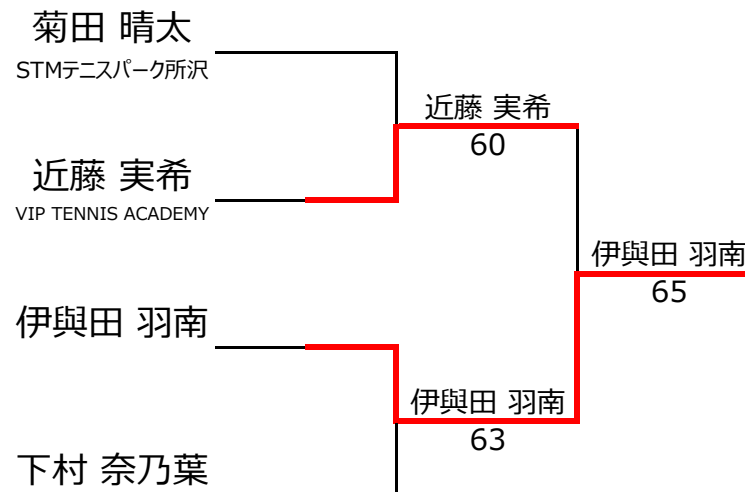 菊田 晴太
STMテニスパーク所沢
近藤 実希
60
近藤 実希
VIP TENNIS ACADEMY
伊與田 羽南
65
伊與田 羽南
伊與田 羽南
63
下村 奈乃葉